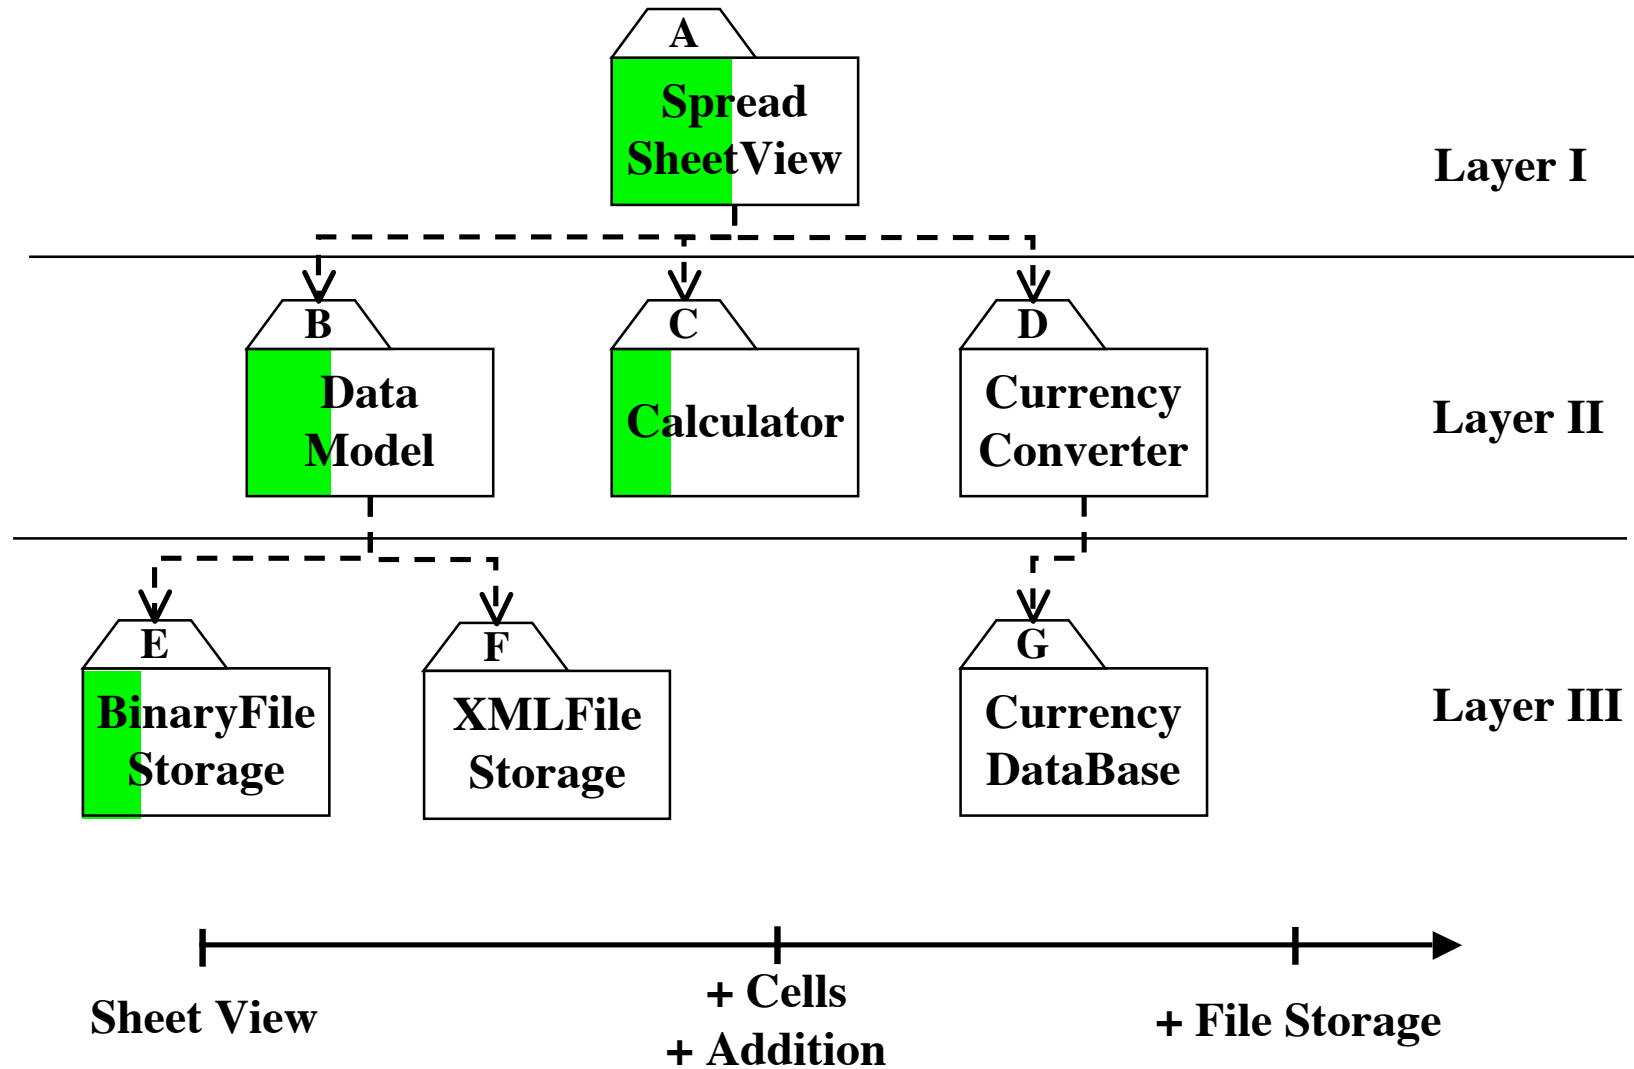 A
Spread
SheetView
Layer I
B
Data
Model
C
Calculator
D
Currency
Converter
Layer II
E
BinaryFile
Storage
F
XMLFile
Storage
G
Currency
DataBase
Layer III
Sheet View
+ Cells
+ Addition
+ File Storage